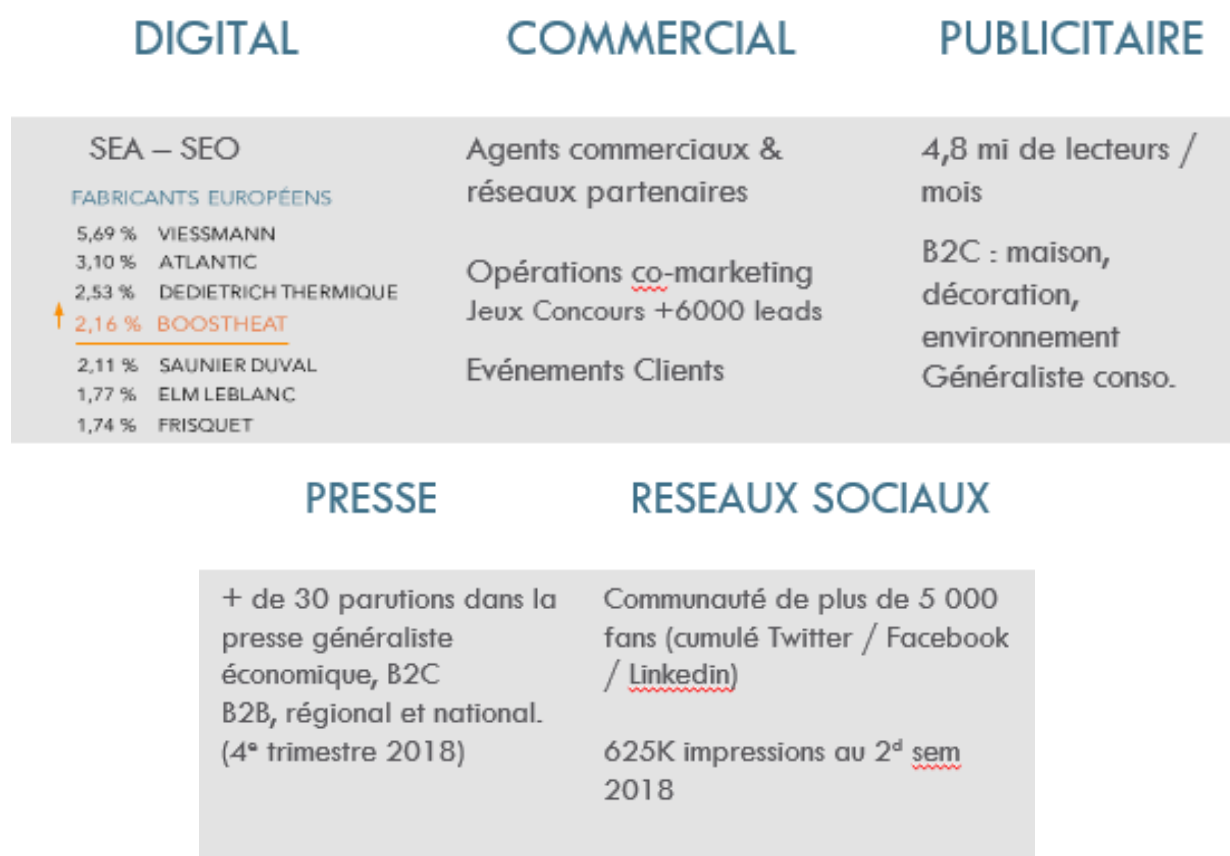 DIGITAL
SEA – SEO
FABRICANTS EUROPÉENS
5,69 % VIESSMANN
3,10 % ATLANTIC
2,53 % DEDIETRICH THERMIQUE
2,16 % BOOSTHEAT
2,11 % SAUNIER DUVAL
1,77 % ELM LEBLANC
1,74 % FRISQUET
COMMERCIAL
Agents commerciaux &
réseaux partenaires
Opérations co-marketing
Jeux Concours +6000 leads
Evénements Clients
PUBLICITAIRE
4,8 mi de lecteurs /
mois
B2C : maison,
décoration,
environnement
Généraliste conso.
PRESSE
+ de 30 parutions dans la
presse généraliste
économique, B2C
B2B, régional et national.
(4e trimestre 2018)
RESEAUX SOCIAUX
Communauté de plus de 5 000
fans (cumulé Twitter / Facebook
/ Linkedin)
625K impressions au 2d sem
2018